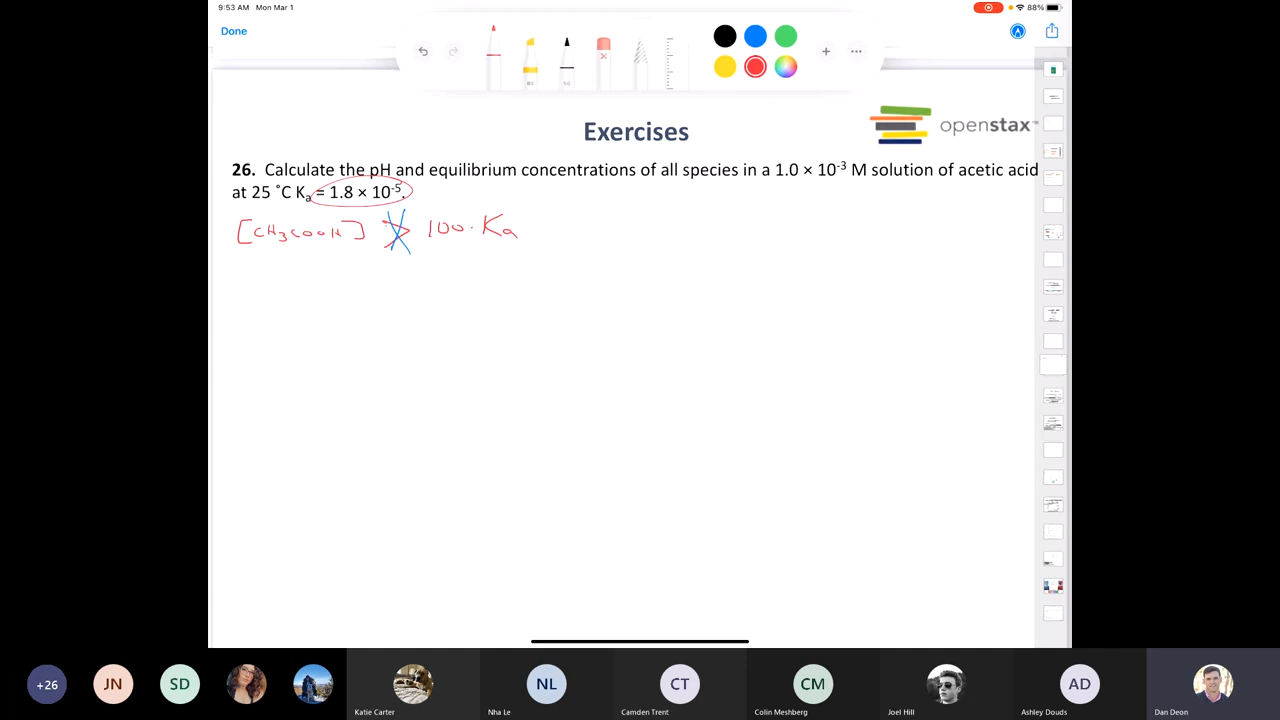 9:53 AM Mon Mar 1
88%
Done
Exercises
openstax™
26. Calculate the pH and equilibrium concentrations of all species in a 1.0 × 10⁻³ M solution of acetic acid
at 25 ˚C Kₐ = 1.8 × 10⁻⁵.
[CH₃COOH] > 100 · Kₐ
+26
JN
SD
Katie Carter
NL
Nha Le
CT
Camden Trent
CM
Colin Meshberg
Joel Hill
AD
Ashley Douds
Dan Deon